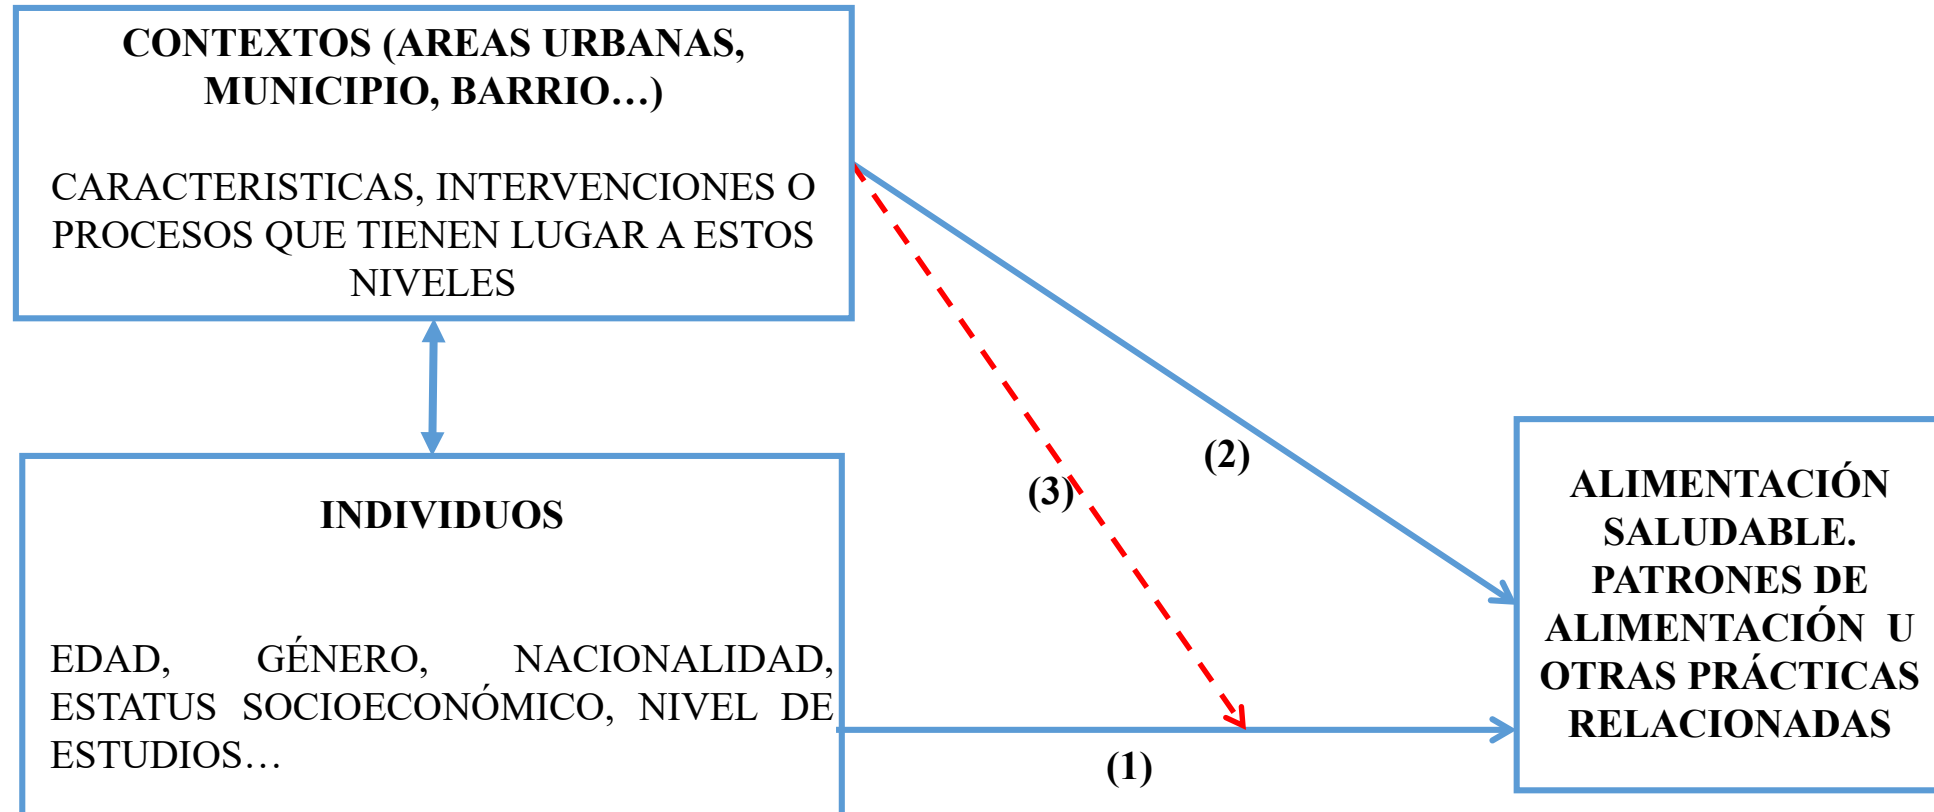 CONTEXTOS (AREAS URBANAS,
MUNICIPIO, BARRIO…)
CARACTERISTICAS, INTERVENCIONES O
PROCESOS QUE TIENEN LUGAR A ESTOS
NIVELES
(2)
(3)
INDIVIDUOS
EDAD, GÉNERO, NACIONALIDAD,
ESTATUS SOCIOECONÓMICO, NIVEL DE
ESTUDIOS…
(1)
ALIMENTACIÓN
SALUDABLE.
PATRONES DE
ALIMENTACIÓN U
OTRAS PRÁCTICAS
RELACIONADAS